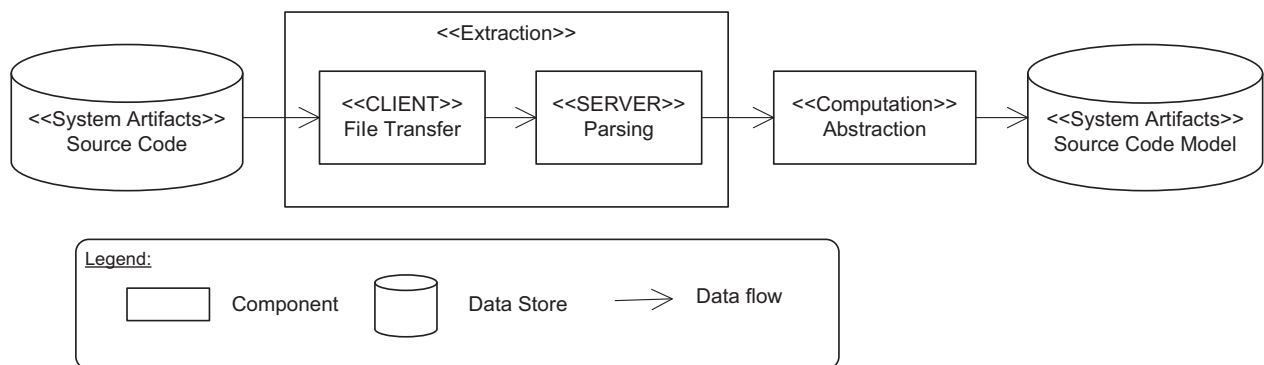 <<Extraction>>
<<System Artifacts>>
Source Code
<<CLIENT>>
File Transfer
<<SERVER>>
Parsing
<<Computation>>
Abstraction
<<System Artifacts>>
Source Code Model
Legend:
Component
Data Store
Data flow